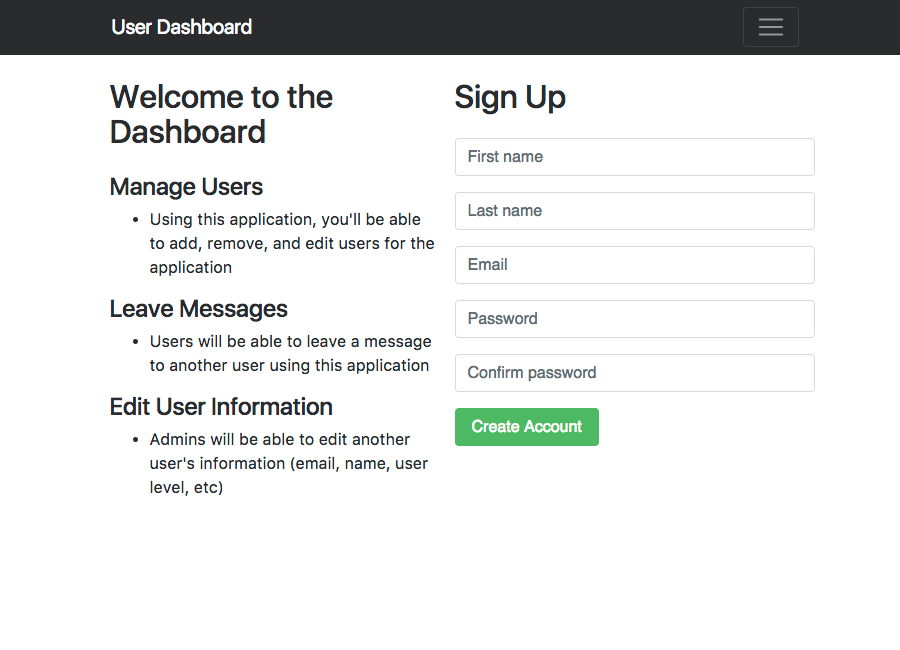 User Dashboard
Welcome to the
Dashboard
Manage Users
Using this application, you'll be able
to add, remove, and edit users for the
application
Leave Messages
Users will be able to leave a message
to another user using this application
Edit User Information
Admins will be able to edit another
user's information (email, name, user
level, etc)
Sign Up
First name
Last name
Email
Password
Confirm password
Create Account